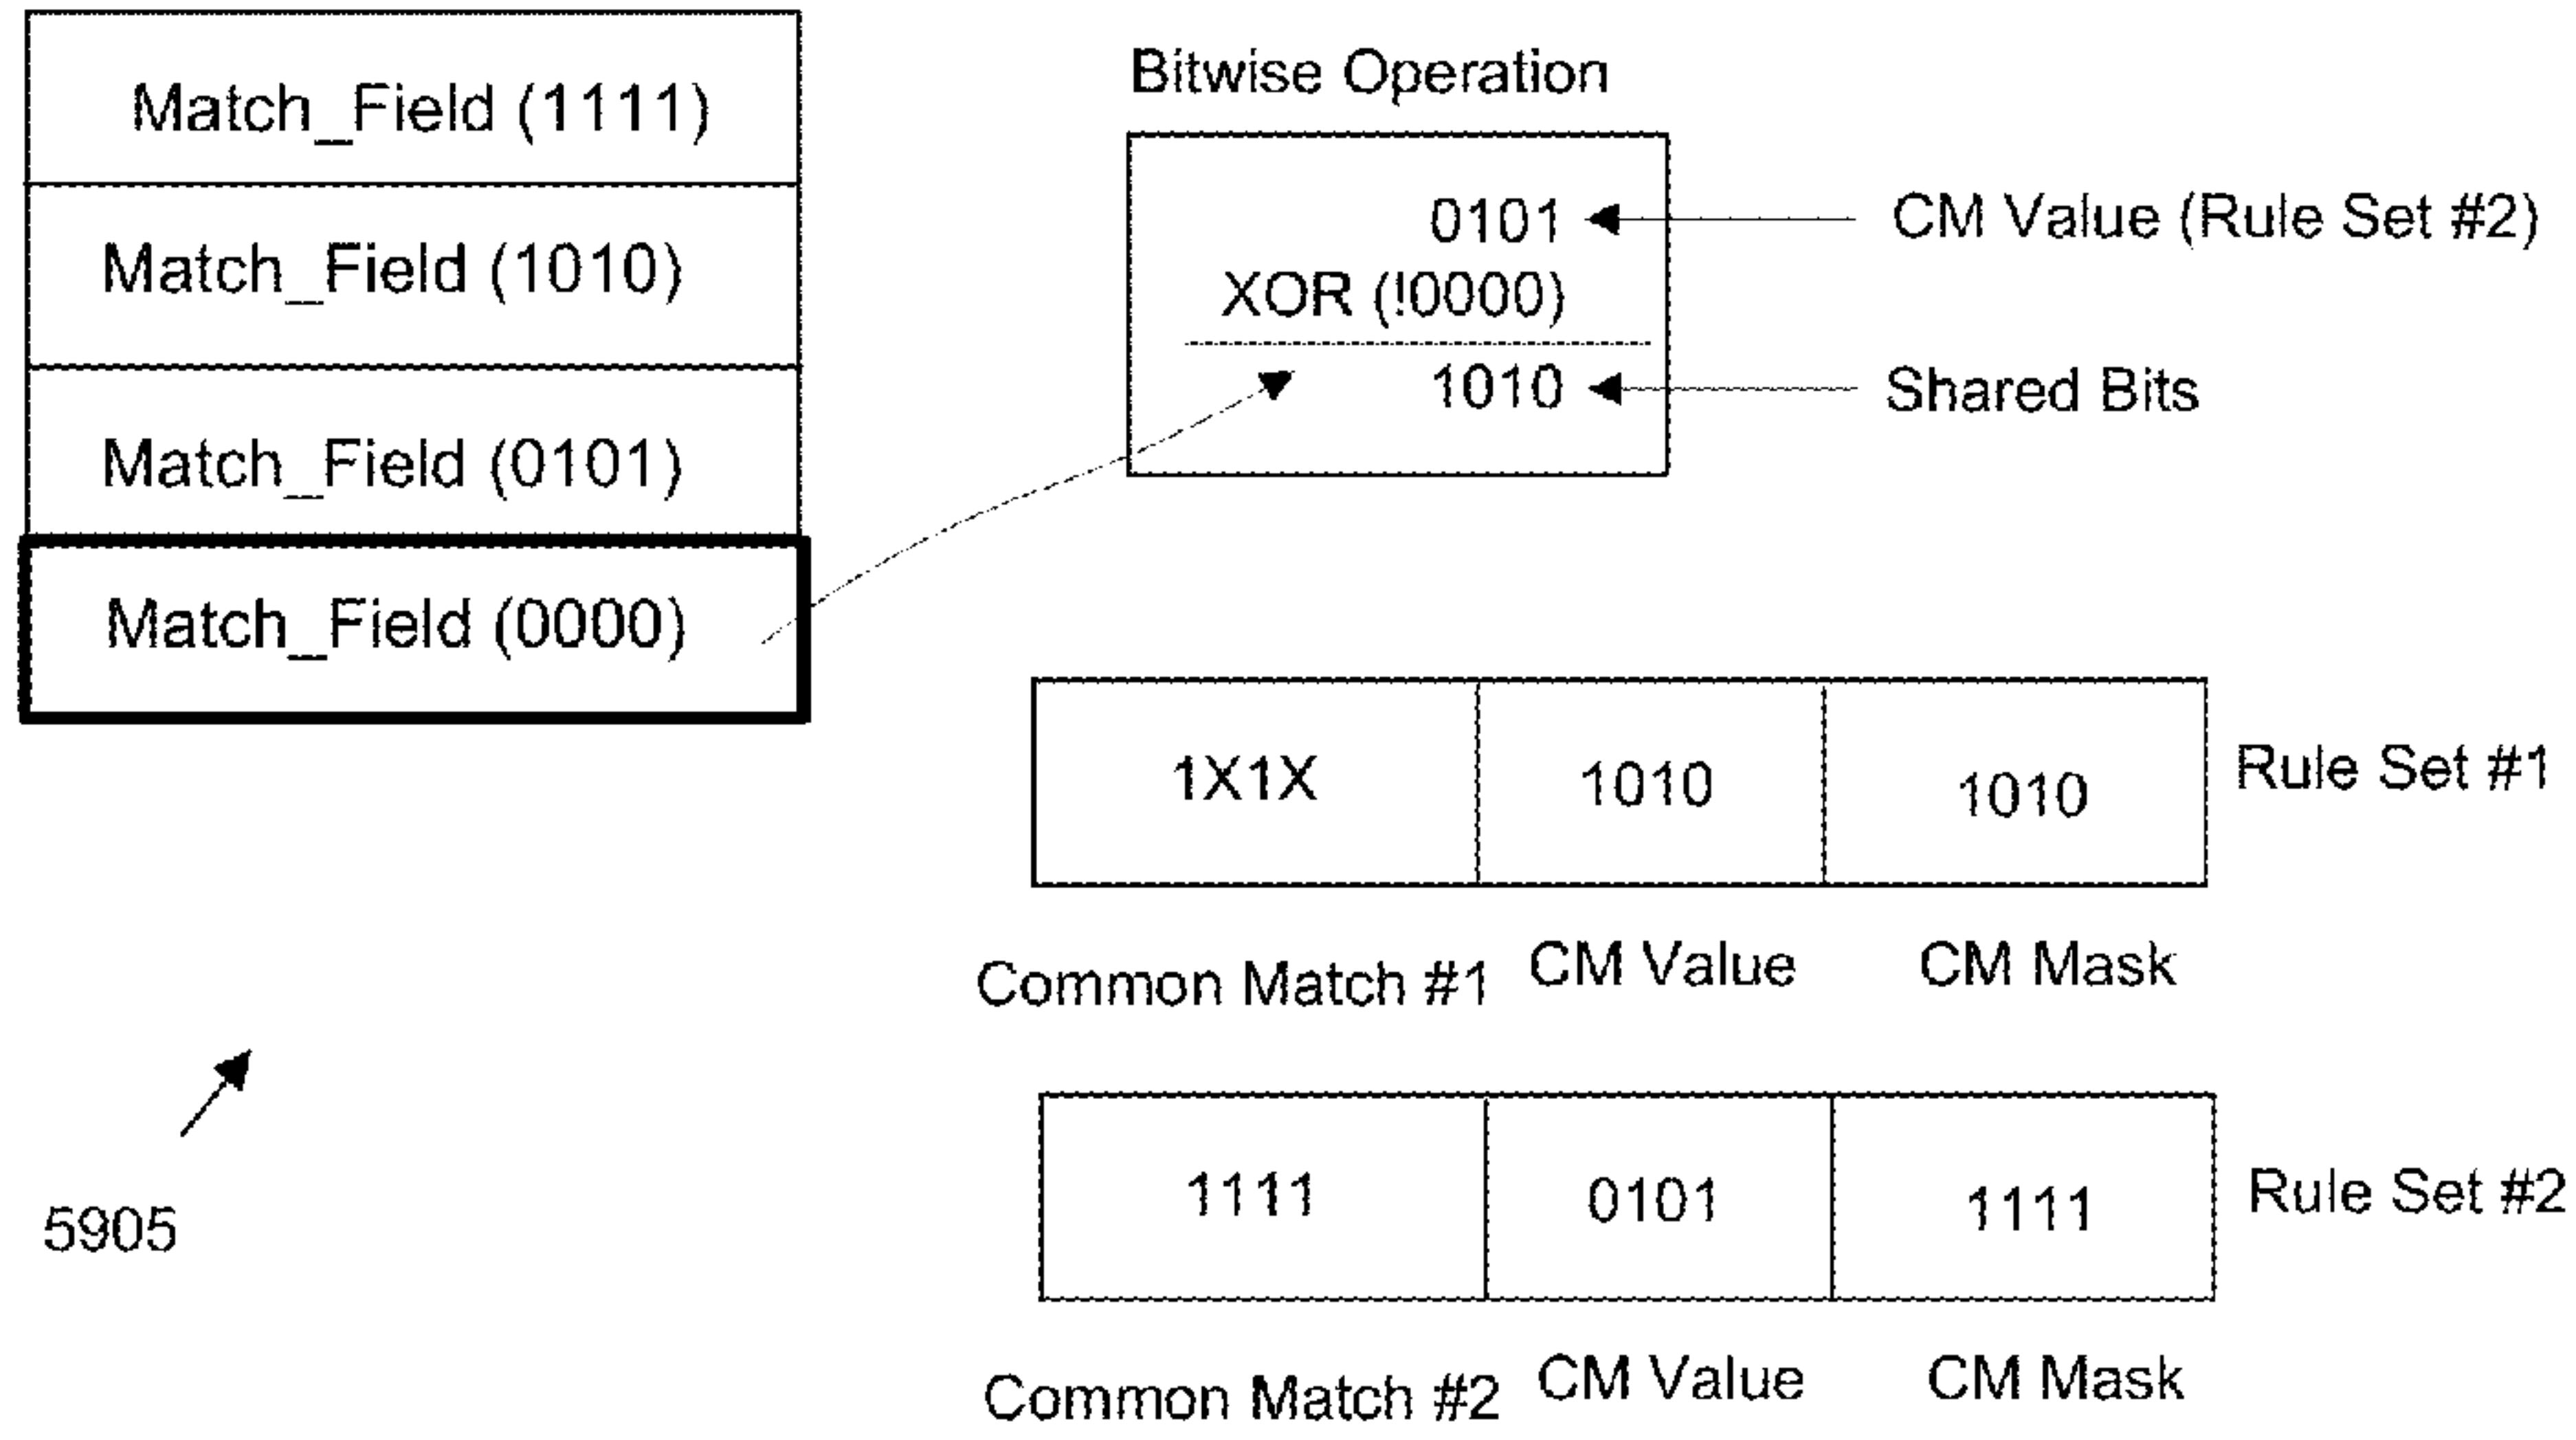 Match_Field (1111)
Match_Field (1010)
Match_Field (0101)
Match_Field (0000)
Bitwise Operation
0101
XOR (!0000)
1010
CM Value (Rule Set #2)
Shared Bits
1X1X
1010
1010
Rule Set #1
Common Match #1
CM Value
CM Mask
1111
0101
1111
Rule Set #2
Common Match #2
CM Value
CM Mask
5905